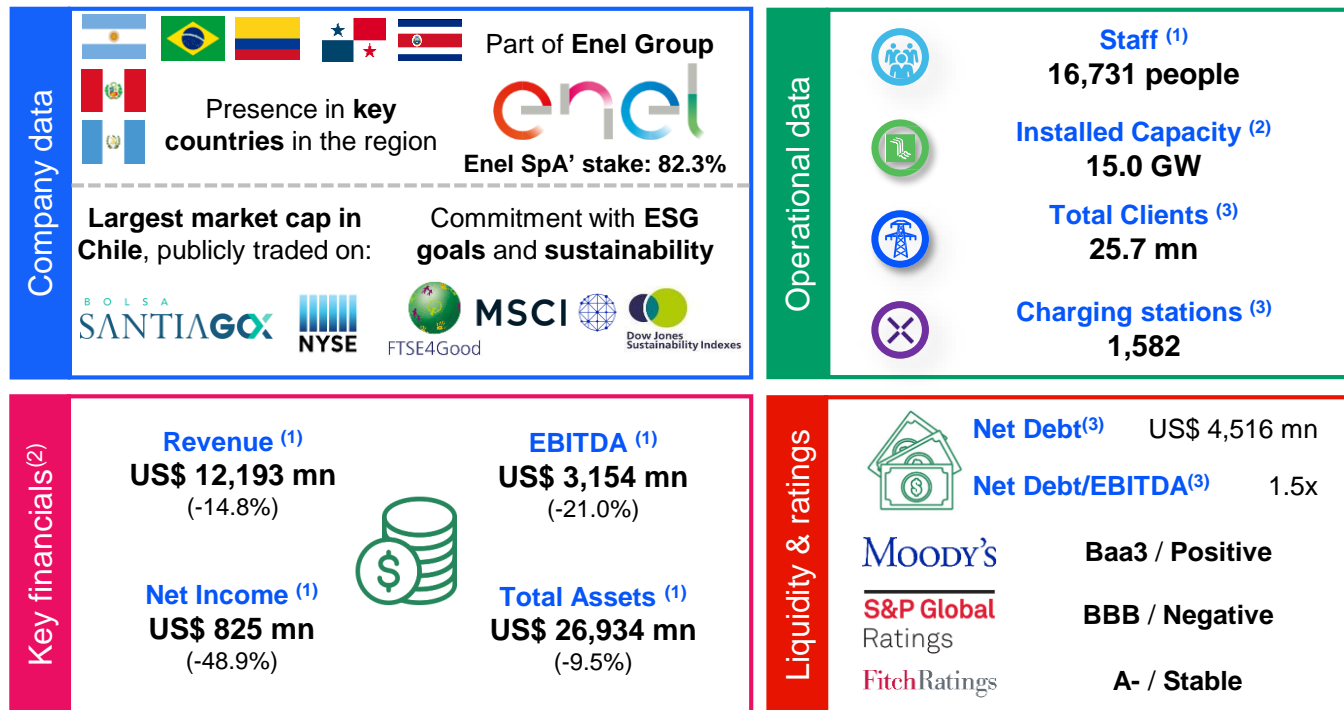 Company data
Part of Enel Group
enel
Presence in key
countries in the region
Enel SpA' stake: 82.3%
Largest market cap in
Chile, publicly traded on:
BOLSA
SANTIAGO
NYSE
Commitment with ESG
goals and sustainability
FTSE4Good
MSCI
Dow Jones
Sustainability Indexes
Operational data
Staff (1)
16,731 people
Installed Capacity (2)
15.0 GW
Total Clients (3)
25.7 mn
Charging stations (3)
1,582
Key financials(2)
Revenue (1)
US$ 12,193 mn
(-14.8%)
EBITDA (1)
US$ 3,154 mn
(-21.0%)
Net Income (1)
US$ 825 mn
(-48.9%)
Total Assets (1)
US$ 26,934 mn
(-9.5%)
Liquidity & ratings
Net Debt(3) US$ 4,516 mn
Net Debt/EBITDA(3) 1.5x
MOODY'S Baa3 / Positive
S&P Global
Ratings
BBB / Negative
FitchRatings A- / Stable